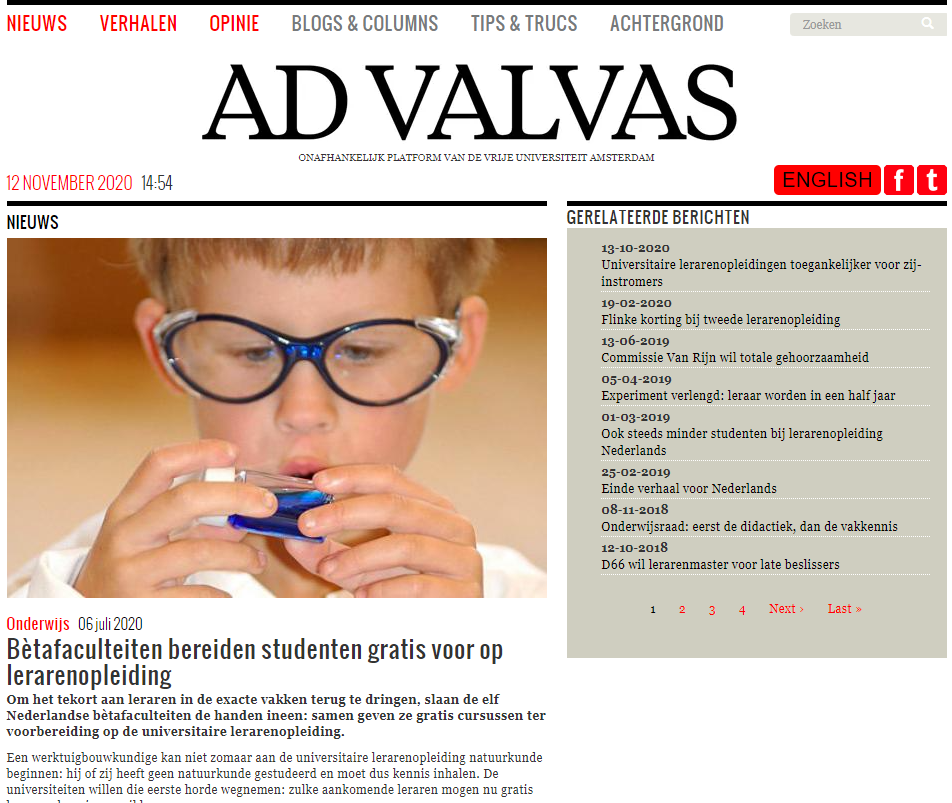 NIEUWS VERHALEN OPINIE BLOGS & COLUMNS TIPS & TRUCS ACHTERGROND Zoeken
AD VALVAS
ONAFHANKELIJK PLATFORM VAN DE VRIJE UNIVERSITEIT AMSTERDAM
12 NOVEMBER 2020 14:54
ENGLISH f t
NIEUWS
Onderwijs 06 juli 2020
Bètafaculteiten bereiden studenten gratis voor op
lerarenopleiding
Om het tekort aan leraren in de exacte vakken terug te dringen, slaan de elf
Nederlandse bètafaculteiten de handen ineen: samen geven ze gratis cursussen ter
voorbereiding op de universitaire lerarenopleiding.
Een werktuigbouwkundige kan niet zomaar aan de universitaire lerarenopleiding natuurkunde
beginnen: hij of zij heeft geen natuurkunde gestudeerd en moet dus kennis inhalen. De
universiteiten willen die eerste horde wegnemen: zulke aankomende leraren mogen nu gratis
GERELATEERDE BERICHTEN
13-10-2020
Universitaire lerarenopleidingen toegankelijker voor zij-
instromers
19-02-2020
Flinke korting bij tweede lerarenopleiding
13-06-2019
Commissie Van Rijn wil totale gehoorzaamheid
05-04-2019
Experiment verlengd: leraar worden in een half jaar
01-03-2019
Ook steeds minder studenten bij lerarenopleiding
Nederlands
25-02-2019
Einde verhaal voor Nederlands
08-11-2018
Onderwijsraad: eerst de didactiek, dan de vakkennis
12-10-2018
D66 wil lerarenmaster voor late beslissers
1 2 3 4 Next › Last »